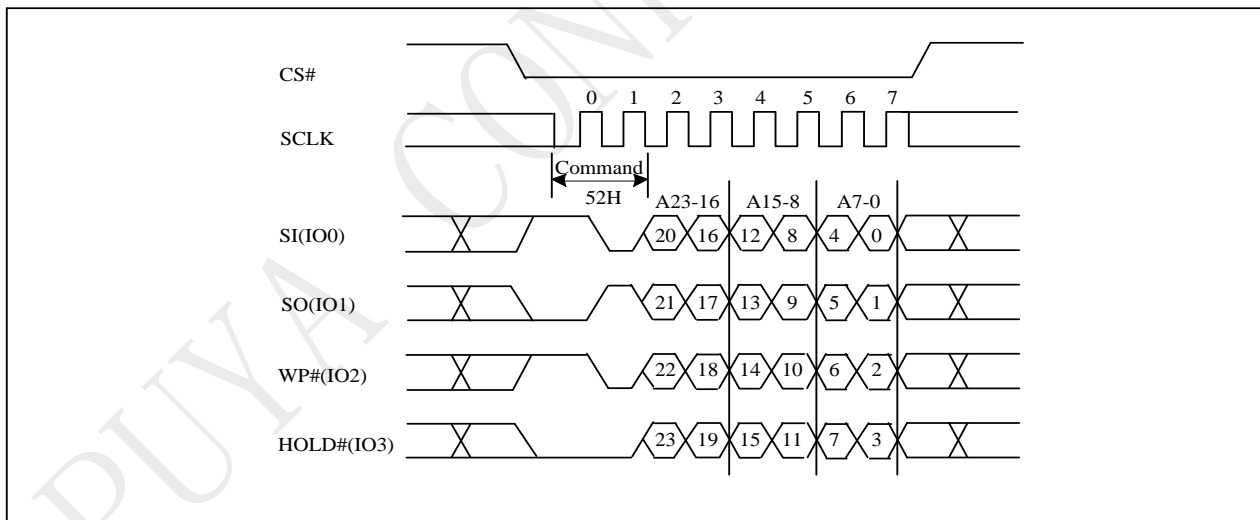 CS#
0 1 2 3 4 5 6 7
SCLK
Command
52H
A23-16 A15-8 A7-0
SI(IO0) 20 16 12 8 4 0
SO(IO1) 21 17 13 9 5 1
WP#(IO2) 22 18 14 10 6 2
HOLD#(IO3) 23 19 15 11 7 3
PUYA CONF